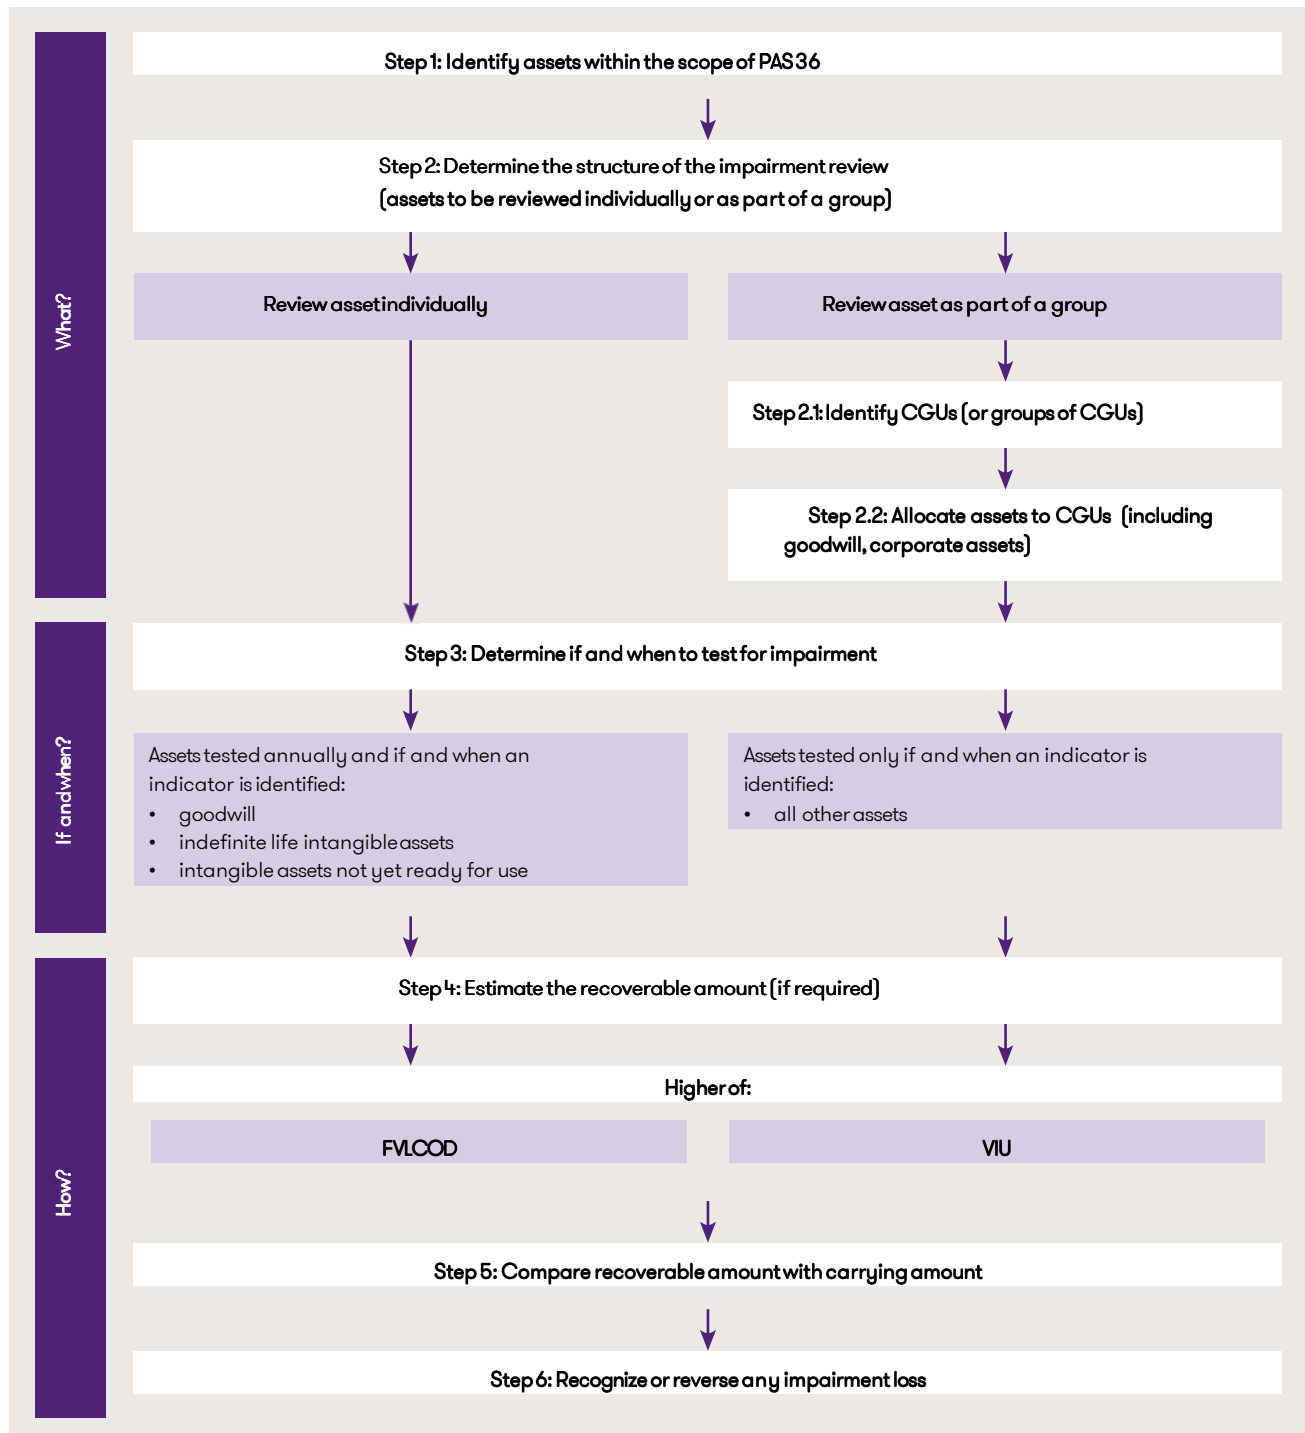 What?
Step 1: Identify assets within the scope of PAS 36
Step 2: Determine the structure of the impairment review
(assets to be reviewed individually or as part of a group)
Review asset individually
Review asset as part of a group
Step 2.1: Identify CGUs (or groups of CGUs)
Step 2.2: Allocate assets to CGUs (including
goodwill, corporate assets)
If and when?
Step 3: Determine if and when to test for impairment
Assets tested annually and if and when an
indicator is identified:
• goodwill
• indefinite life intangible assets
• intangible assets not yet ready for use
Assets tested only if and when an indicator is
identified:
• all other assets
How?
Step 4: Estimate the recoverable amount (if required)
Higher of:
FVLCOD
VIU
Step 5: Compare recoverable amount with carrying amount
Step 6: Recognize or reverse any impairment loss